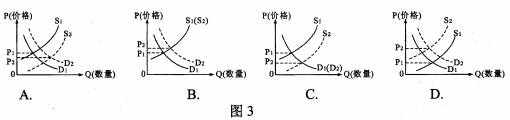 P(价格) P(价格) P(价格) P(价格)
S₁ S₁(S₂) S₁ S₂
S₂ S₂ S₁
P₁ P₂ P₁ P₂
P₂ P₁ P₂ P₁
D₂ D₂ D₂
D₁ D₁ D₁(D₂) D₁
0 Q(数量) 0 Q(数量) 0 Q(数量) 0 Q(数量)
A. B. C. D.
图 3